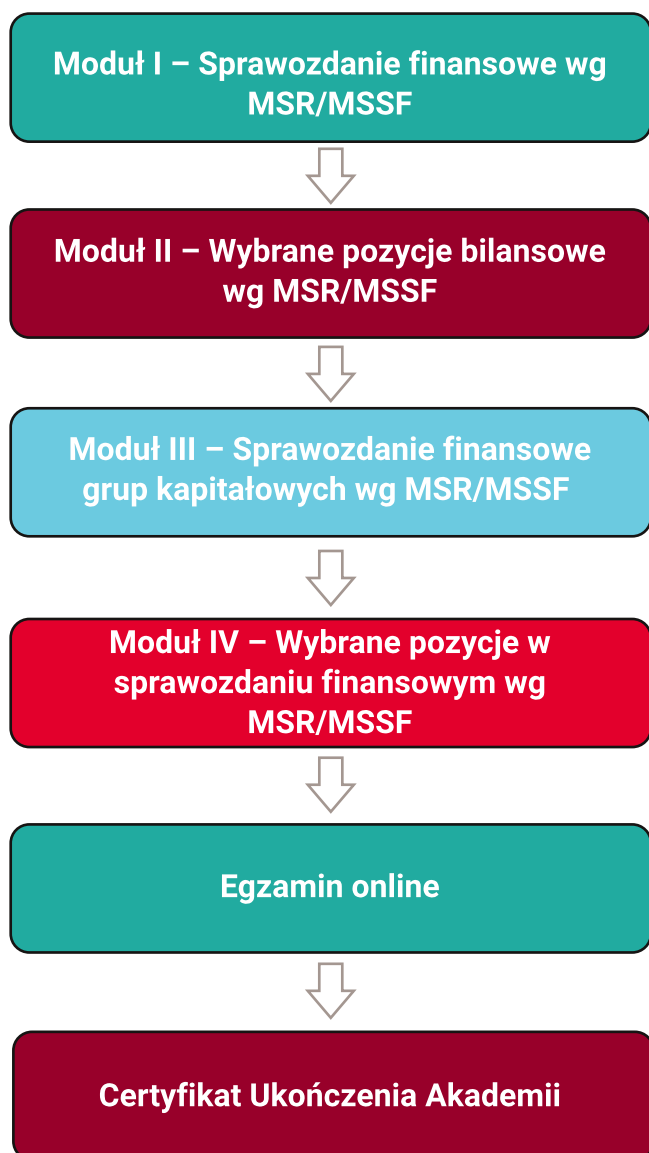 Moduł I – Sprawozdanie finansowe wg
MSR/MSSF
Moduł II – Wybrane pozycje bilansowe
wg MSR/MSSF
Moduł III – Sprawozdanie finansowe
grup kapitałowych wg MSR/MSSF
Moduł IV – Wybrane pozycje w
sprawozdaniu finansowym wg
MSR/MSSF
Egzamin online
Certyfikat Ukończenia Akademii